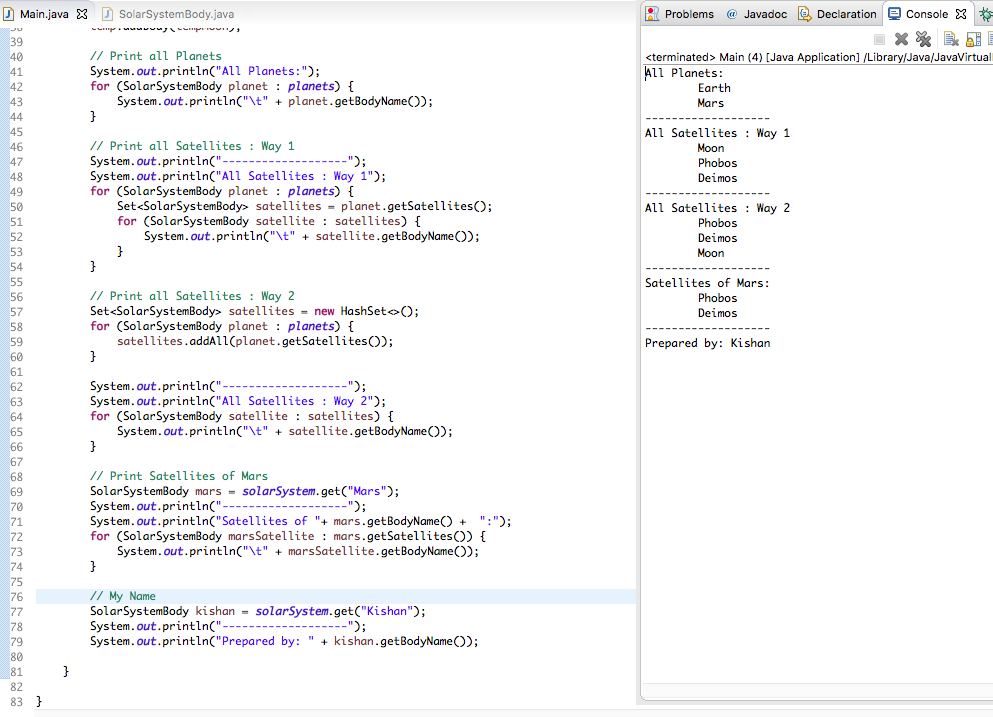 Main.java SolarSystemBody.java
39
40 // Print all Planets
41 System.out.println("All Planets:");
42 for (SolarSystemBody planet : planets) {
43 System.out.println("\t" + planet.getBodyName());
44 }
45
46 // Print all Satellites : Way 1
47 System.out.println("-------------------");
48 System.out.println("All Satellites : Way 1");
49 for (SolarSystemBody planet : planets) {
50 Set<SolarSystemBody> satellites = planet.getSatellites();
51 for (SolarSystemBody satellite : satellites) {
52 System.out.println("\t" + satellite.getBodyName());
53 }
54 }
55
56 // Print all Satellites : Way 2
57 Set<SolarSystemBody> satellites = new HashSet<>();
58 for (SolarSystemBody planet : planets) {
59 satellites.addAll(planet.getSatellites());
60 }
61
62 System.out.println("-------------------");
63 System.out.println("All Satellites : Way 2");
64 for (SolarSystemBody satellite : satellites) {
65 System.out.println("\t" + satellite.getBodyName());
66 }
67
68 // Print Satellites of Mars
69 SolarSystemBody mars = solarSystem.get("Mars");
70 System.out.println("-------------------");
71 System.out.println("Satellites of "+ mars.getBodyName() + ":");
72 for (SolarSystemBody marsSatellite : mars.getSatellites()) {
73 System.out.println("\t" + marsSatellite.getBodyName());
74 }
75
76 // My Name
77 SolarSystemBody kishan = solarSystem.get("Kishan");
78 System.out.println("-------------------");
79 System.out.println("Prepared by: " + kishan.getBodyName());
80
81 }
82
83 }
Problems @ Javadoc Declaration Console
<terminated> Main (4) [Java Application] /Library/Java/JavaVirtual
All Planets:
Earth
Mars
-------------------
All Satellites : Way 1
Moon
Phobos
Deimos
-------------------
All Satellites : Way 2
Phobos
Deimos
Moon
-------------------
Satellites of Mars:
Phobos
Deimos
-------------------
Prepared by: Kishan